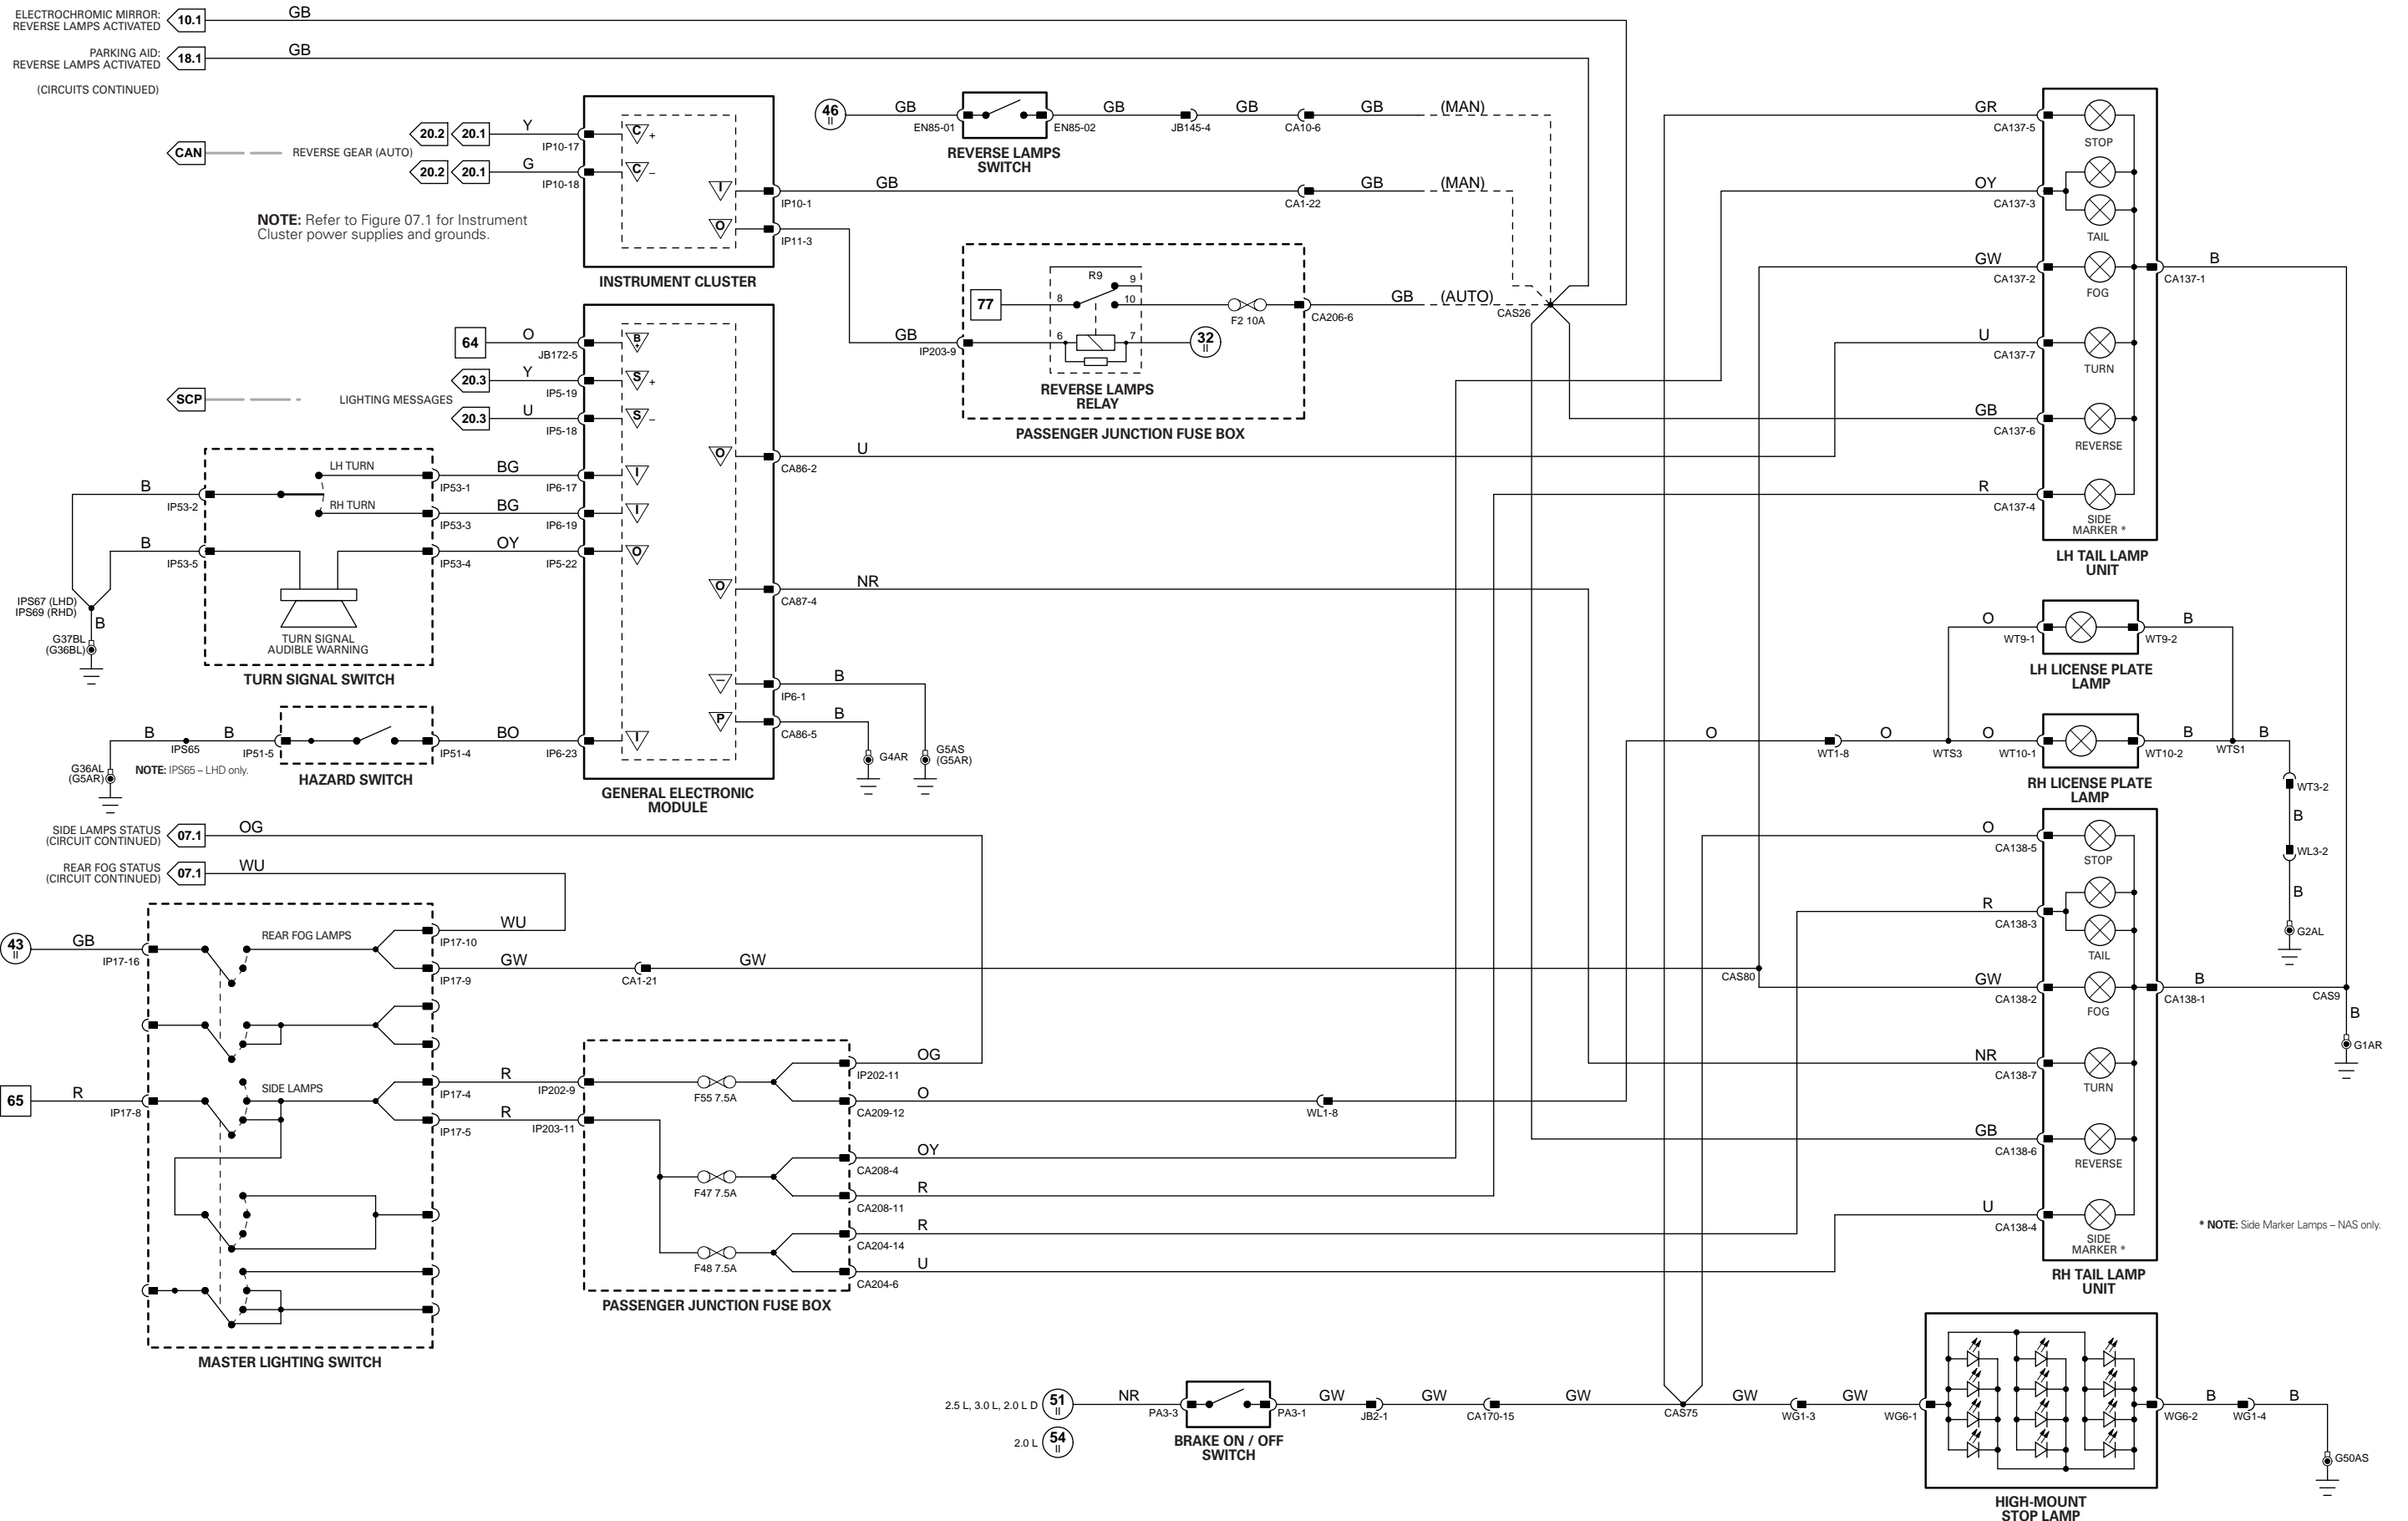 ELECTROCHROMIC MIRROR:
REVERSE LAMPS ACTIVATED
10.1
GB
PARKING AID:
REVERSE LAMPS ACTIVATED
18.1
GB
(CIRCUITS CONTINUED)
CAN
REVERSE GEAR (AUTO)
20.2
20.1
Y
IP10-17
C
+
20.2
20.1
G
IP10-18
C
–
I
IP10-1
O
IP11-3
NOTE: Refer to Figure 07.1 for Instrument
Cluster power supplies and grounds.
INSTRUMENT CLUSTER
46
II
GB
EN85-01
EN85-02
GB
JB145-4
GB
CA10-6
GB
(MAN)
REVERSE LAMPS
SWITCH
GB
CA1-22
GB
(MAN)
R9
9
8
10
77
F2 10A
CA206-6
GB
(AUTO)
CAS26
GB
IP203-9
6
7
32
II
REVERSE LAMPS
RELAY
PASSENGER JUNCTION FUSE BOX
64
O
JB172-5
B
+
20.3
Y
IP5-19
S
+
SCP
LIGHTING MESSAGES
20.3
U
IP5-18
S
–
O
CA86-2
U
LH TURN
BG
IP53-1
IP6-17
I
B
IP53-2
RH TURN
BG
IP53-3
IP6-19
I
B
IP53-5
OY
IP53-4
IP5-22
O
O
CA87-4
NR
IPS67 (LHD)
IPS69 (RHD)
B
G37BL
(G36BL)
TURN SIGNAL
AUDIBLE WARNING
TURN SIGNAL SWITCH
–
IP6-1
B
P
CA86-5
B
G4AR
G5AS
(G5AR)
B
IPS65
B
IP51-5
IP51-4
BO
IP6-23
I
G36AL
(G5AR)
NOTE: IPS65 – LHD only.
HAZARD SWITCH
GENERAL ELECTRONIC
MODULE
SIDE LAMPS STATUS
(CIRCUIT CONTINUED)
07.1
OG
REAR FOG STATUS
(CIRCUIT CONTINUED)
07.1
WU
43
II
GB
IP17-16
REAR FOG LAMPS
WU
IP17-10
GW
IP17-9
CA1-21
GW
CAS80
65
R
IP17-8
SIDE LAMPS
IP17-4
R
IP202-9
IP17-5
R
IP203-11
MASTER LIGHTING SWITCH
F55 7.5A
OG
IP202-11
O
CA209-12
WL1-8
F47 7.5A
OY
CA208-4
R
CA208-11
F48 7.5A
R
CA204-14
U
CA204-6
PASSENGER JUNCTION FUSE BOX
GR
CA137-5
STOP
OY
CA137-3
TAIL
GW
CA137-2
FOG
CA137-1
B
U
CA137-7
TURN
GB
CA137-6
REVERSE
R
CA137-4
SIDE
MARKER *
LH TAIL LAMP
UNIT
O
WT9-1
WT9-2
B
LH LICENSE PLATE
LAMP
O
WT1-8
O
WTS3
O
WT10-1
WT10-2
B
WTS1
B
RH LICENSE PLATE
LAMP
WT3-2
B
WL3-2
B
G2AL
O
CA138-5
STOP
R
CA138-3
TAIL
GW
CA138-2
FOG
CA138-1
B
CAS9
B
G1AR
NR
CA138-7
TURN
GB
CA138-6
REVERSE
U
CA138-4
SIDE
MARKER *
* NOTE: Side Marker Lamps – NAS only.
RH TAIL LAMP
UNIT
2.5 L, 3.0 L, 2.0 L D
51
II
NR
PA3-3
PA3-1
GW
JB2-1
GW
CA170-15
GW
CAS75
GW
WG1-3
GW
WG6-1
WG6-2
B
WG1-4
B
G50AS
2.0 L
54
II
BRAKE ON / OFF
SWITCH
HIGH-MOUNT
STOP LAMP